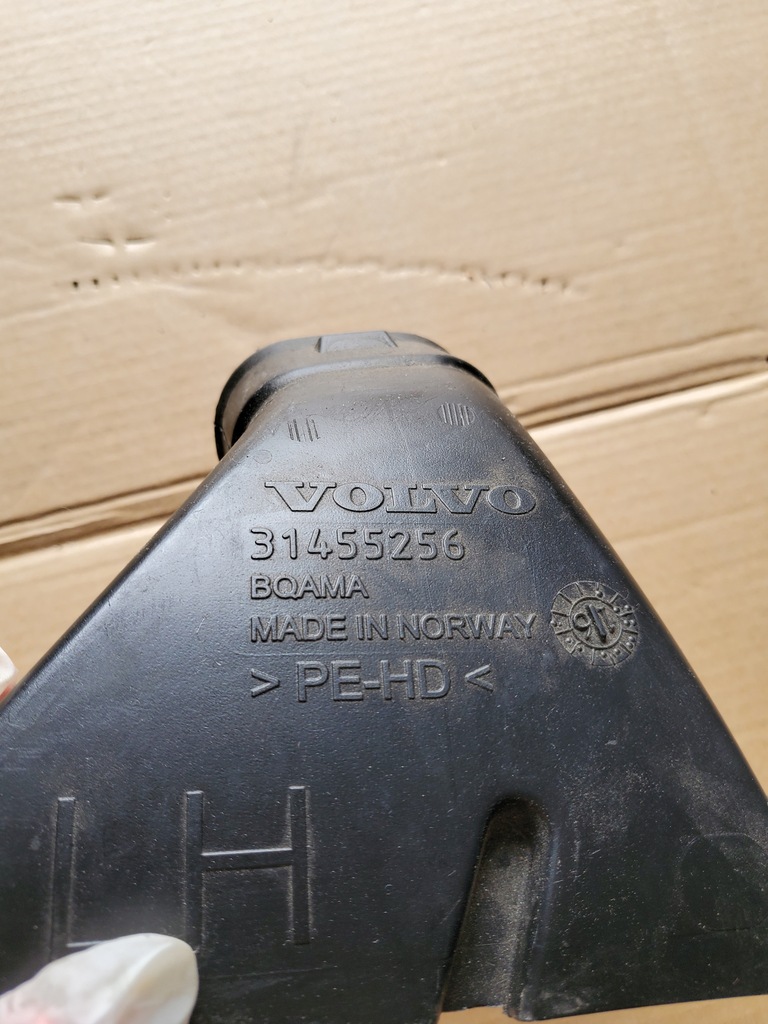 VOLVO
31455256
BQAMA
MADE IN NORWAY
> PE-HD <
LH